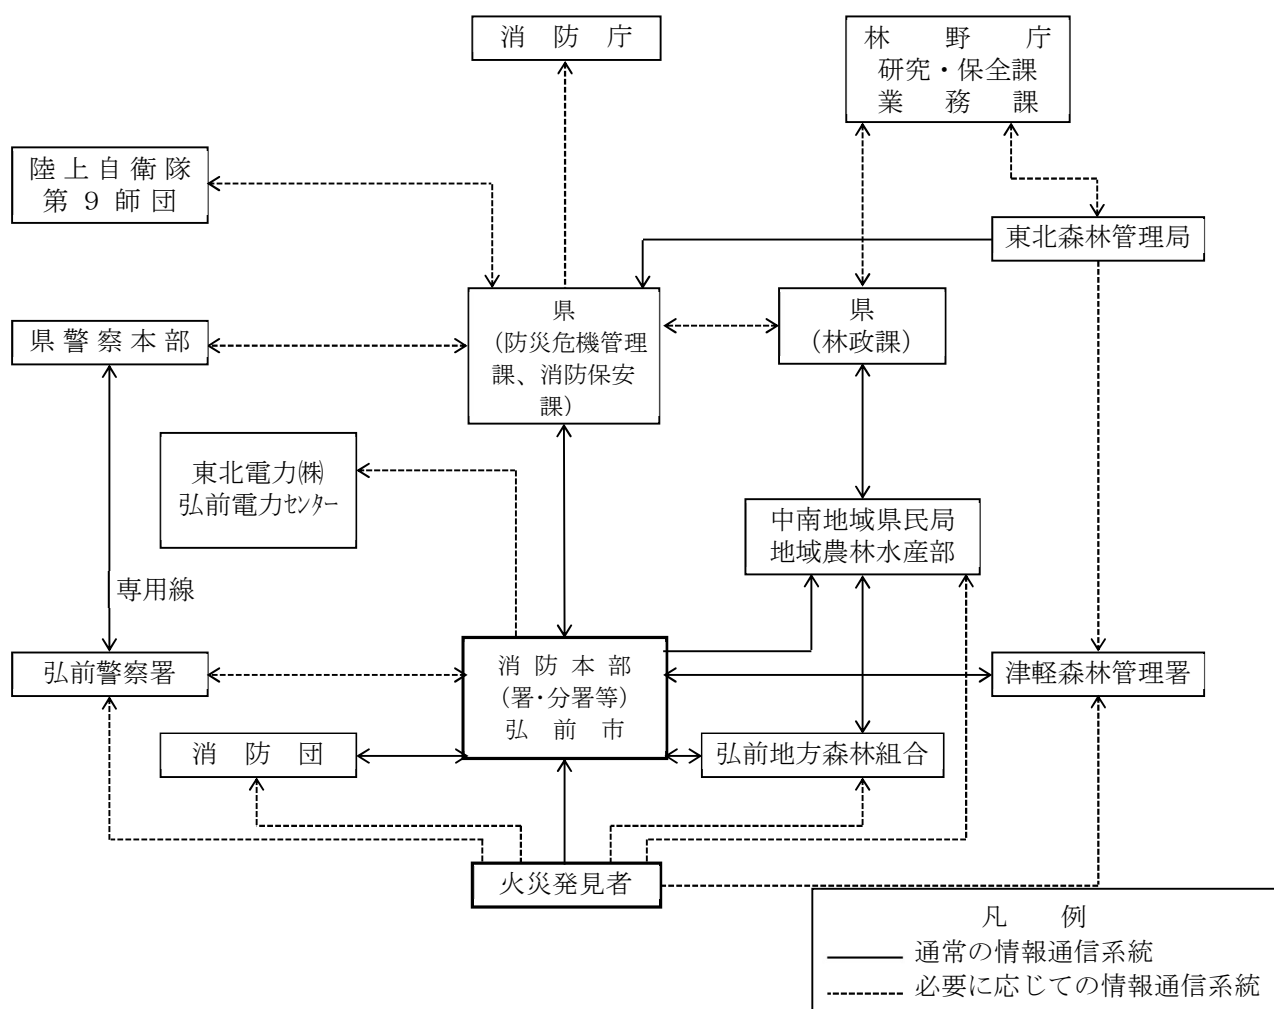 消防庁
林野庁
研究・保全課
業務課
陸上自衛隊
第９師団
東北森林管理局
県警察本部
県
（防災危機管理
課、消防保安
課）
県
（林政課）
東北電力㈱
弘前電力ｾﾝﾀｰ
中南地域県民局
地域農林水産部
専用線
弘前警察署
消防本部
（署･分署等）
弘前市
津軽森林管理署
消防団
弘前地方森林組合
火災発見者
凡例
通常の情報通信系統
必要に応じての情報通信系統